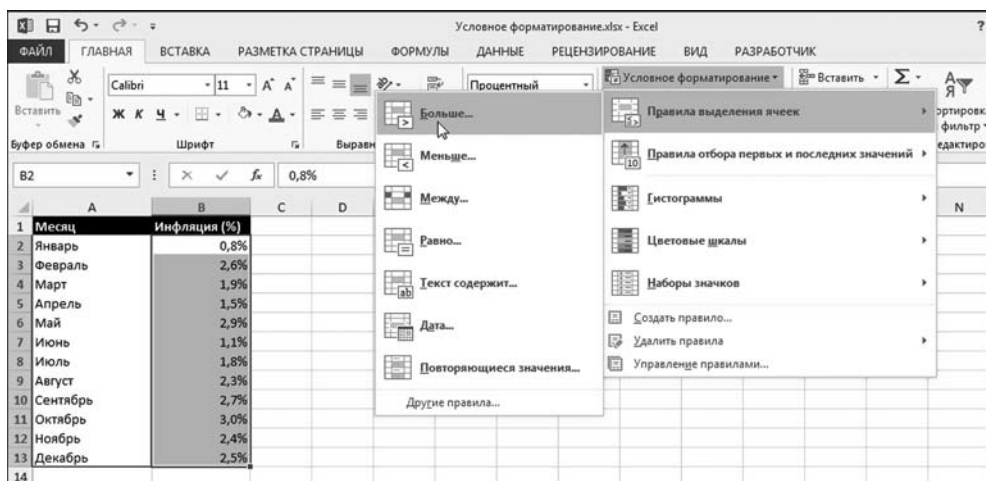 Условное форматирование.xlsx - Excel ?
ФАЙЛ ГЛАВНАЯ ВСТАВКА РАЗМЕТКА СТРАНИЦЫ ФОРМУЛЫ ДАННЫЕ РЕЦЕНЗИРОВАНИЕ ВИД РАЗРАБОТЧИК
Вставить
Calibri 11
Ж К Ч
Процентный
Условное форматирование
Вставить
ортировк
фильтр
Буфер обмена Шрифт Выравн
едактиро
Больше...
Меньше...
Между...
Равно...
Текст содержит...
Дата...
Повторяющиеся значения...
Другие правила...
Правила выделения ячеек
Правила отбора первых и последних значений
Гистограммы
Цветовые шкалы
Наборы значков
Создать правило...
Удалить правила
Управление правилами...
B2 fx 0,8%
A B C D N
1 Месяц Инфляция (%)
2 Январь 0,8%
3 Февраль 2,6%
4 Март 1,9%
5 Апрель 1,5%
6 Май 2,9%
7 Июнь 1,1%
8 Июль 1,8%
9 Август 2,3%
10 Сентябрь 2,7%
11 Октябрь 3,0%
12 Ноябрь 2,4%
13 Декабрь 2,5%
14